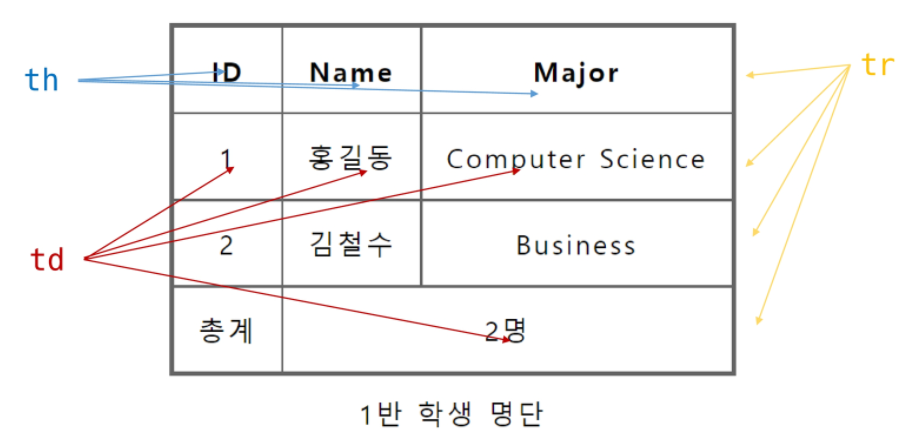 th
ID Name Major
tr
1 홍길동 Computer Science
td
2 김철수 Business
총계 2명
1반 학생 명단